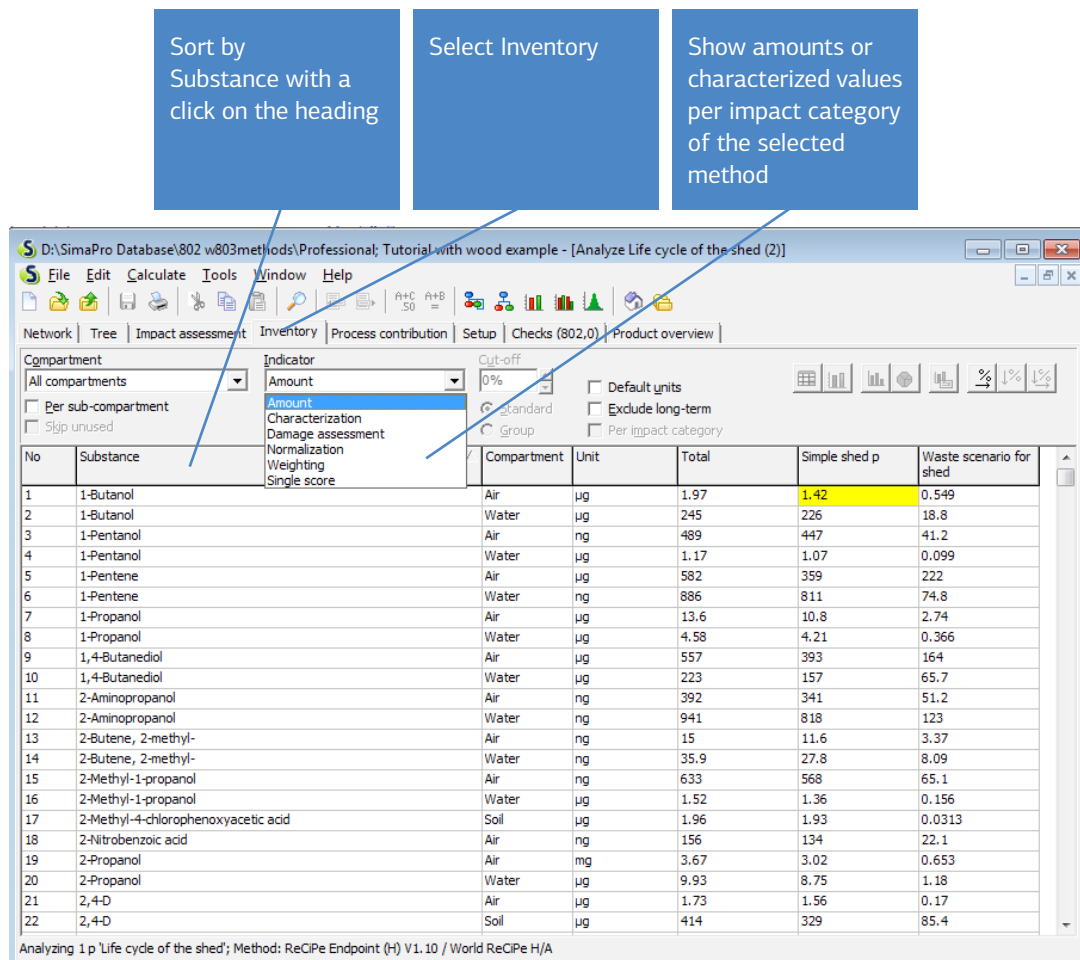 Sort by
Substance with a
click on the heading
Select Inventory
Show amounts or
characterized values
per impact category
of the selected
method
D:\SimaPro Database\802 w803methods\Professional; Tutorial with wood example - [Analyze Life cycle of the shed (2)]
File Edit Calculate Tools Window Help
A+C .50 A+B =
Network Tree Impact assessment Inventory Process contribution Setup Checks (802,0) Product overview
Compartment Indicator Cut-off
All compartments Amount 0% Default units
Per sub-compartment Standard Exclude long-term
Skip unused Group Per impact category
Amount
Characterization
Damage assessment
Normalization
Weighting
Single score
No Substance Compartment Unit Total Simple shed p Waste scenario for
shed
1 1-Butanol Air µg 1.97 1.42 0.549
2 1-Butanol Water µg 245 226 18.8
3 1-Pentanol Air ng 489 447 41.2
4 1-Pentanol Water µg 1.17 1.07 0.099
5 1-Pentene Air µg 582 359 222
6 1-Pentene Water ng 886 811 74.8
7 1-Propanol Air µg 13.6 10.8 2.74
8 1-Propanol Water µg 4.58 4.21 0.366
9 1,4-Butanediol Air µg 557 393 164
10 1,4-Butanediol Water µg 223 157 65.7
11 2-Aminopropanol Air ng 392 341 51.2
12 2-Aminopropanol Water ng 941 818 123
13 2-Butene, 2-methyl- Air ng 15 11.6 3.37
14 2-Butene, 2-methyl- Water ng 35.9 27.8 8.09
15 2-Methyl-1-propanol Air ng 633 568 65.1
16 2-Methyl-1-propanol Water µg 1.52 1.36 0.156
17 2-Methyl-4-chlorophenoxyacetic acid Soil µg 1.96 1.93 0.0313
18 2-Nitrobenzoic acid Air ng 156 134 22.1
19 2-Propanol Air mg 3.67 3.02 0.653
20 2-Propanol Water µg 9.93 8.75 1.18
21 2,4-D Air µg 1.73 1.56 0.17
22 2,4-D Soil µg 414 329 85.4
Analyzing 1 p 'Life cycle of the shed'; Method: ReCiPe Endpoint (H) V1.10 / World ReCiPe H/A